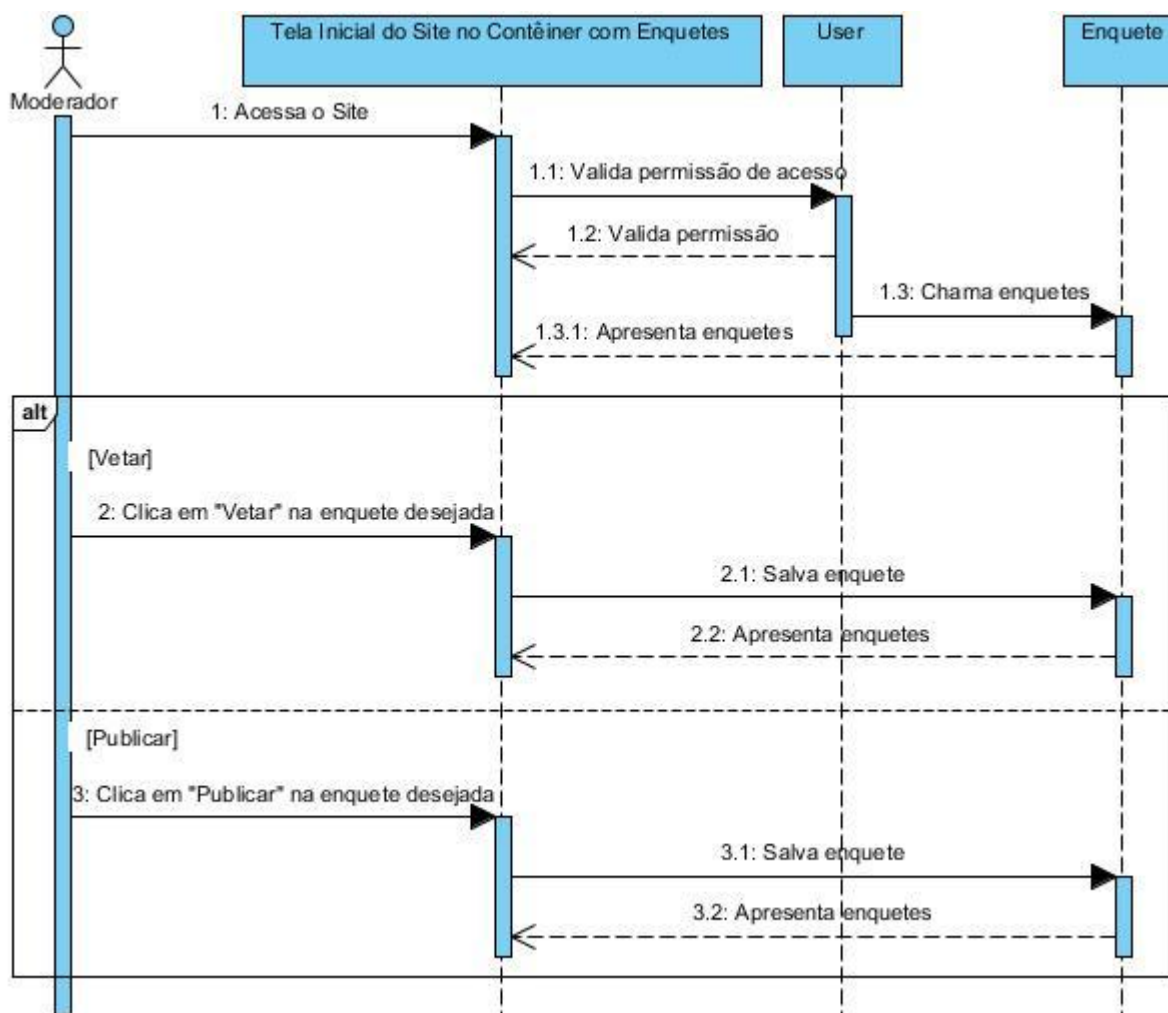 Tela Inicial do Site no Contêiner com Enquetes
User
Enquete
Moderador
1: Acessa o Site
1.1: Valida permissão de acesso
1.2: Valida permissão
1.3: Chama enquetes
1.3.1: Apresenta enquetes
alt
[Vetar]
2: Clica em "Vetar" na enquete desejada
2.1: Salva enquete
2.2: Apresenta enquetes
[Publicar]
3: Clica em "Publicar" na enquete desejada
3.1: Salva enquete
3.2: Apresenta enquetes